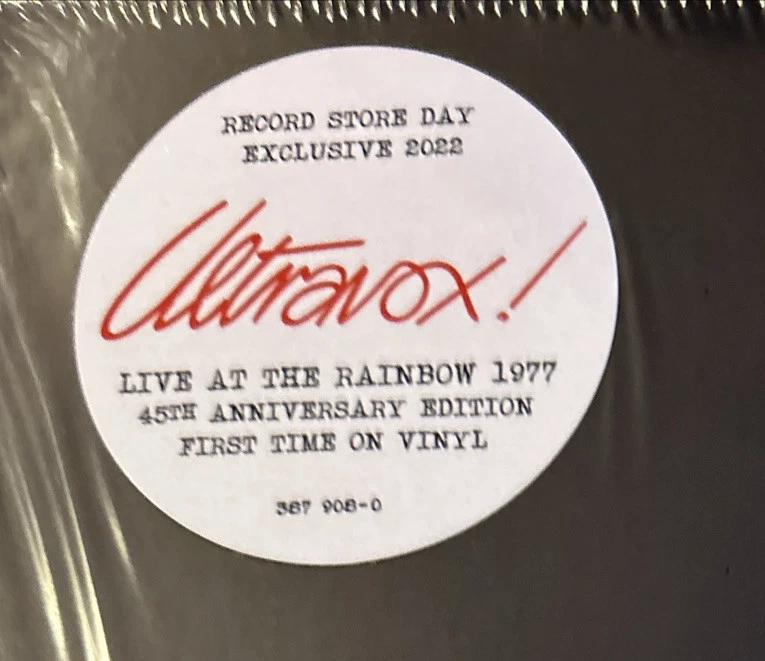 RECORD STORE DAY
EXCLUSIVE 2022
Ultravox!
LIVE AT THE RAINBOW 1977
45TH ANNIVERSARY EDITION
FIRST TIME ON VINYL
387 908-0